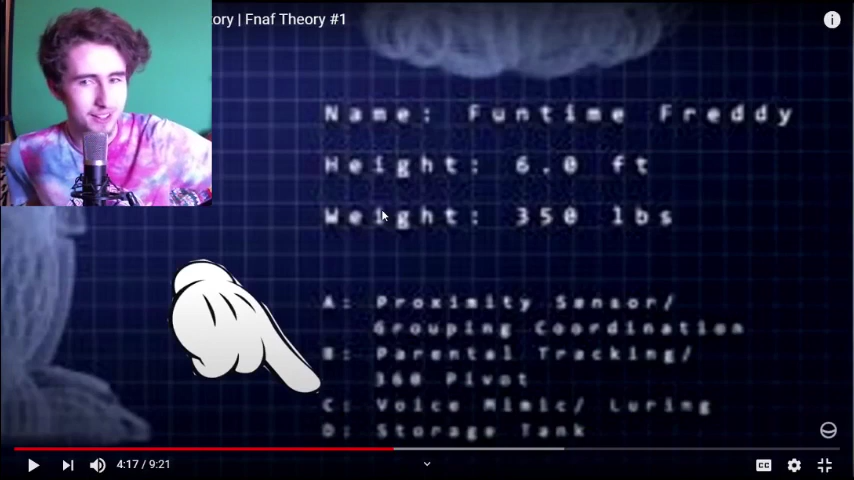 ory | Fnaf Theory #1
Name: Funtime Freddy
Height: 6.0 ft
Weight: 350 lbs
A: Proximity Sensor/
Grouping Coordination
B: Parental Tracking/
360 Pivot
C: Voice Mimic/ Luring
D: Storage Tank
4:17 / 9:21
CC